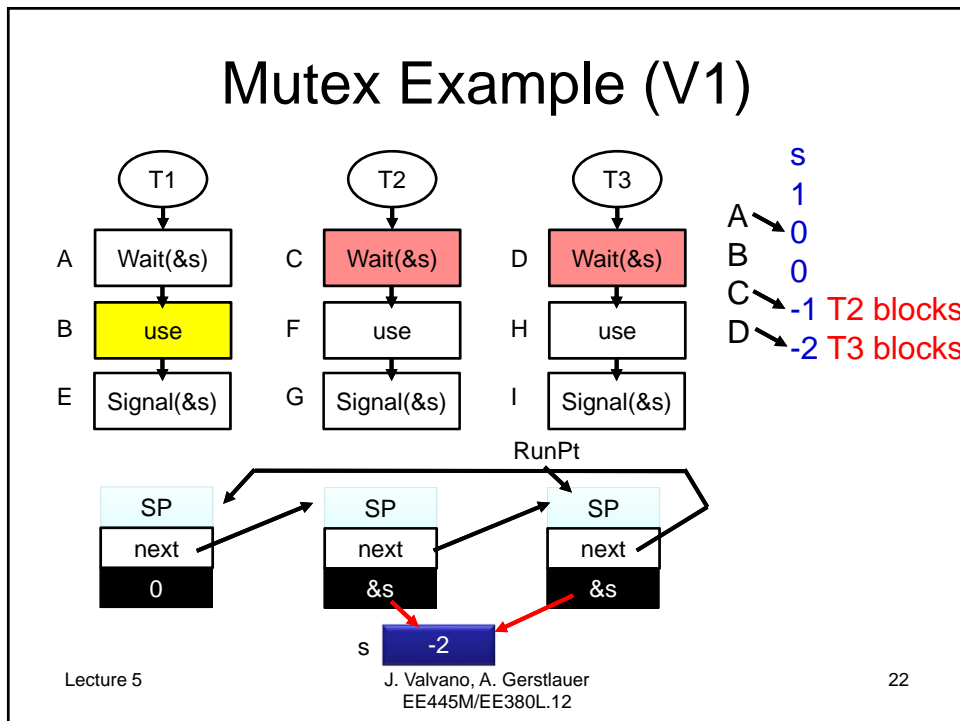 Mutex Example (V1)
T1 T2 T3
A Wait(&s) C Wait(&s) D Wait(&s)
B use F use H use
E Signal(&s) G Signal(&s) I Signal(&s)
s
1
A 0
B 0
C -1 T2 blocks
D -2 T3 blocks
RunPt
SP SP SP
next next next
0 &s &s
s -2
Lecture 5
J. Valvano, A. Gerstlauer
EE445M/EE380L.12
22